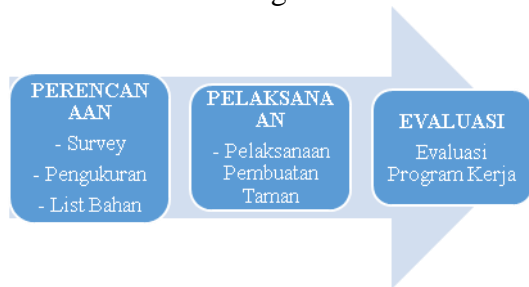 PERENCAN
AAN
- Survey
- Pengukuran
- List Bahan
PELAKSANA
AN
- Pelaksanaan
Pembuatan
Taman
EVALUASI
Evaluasi
Program Kerja